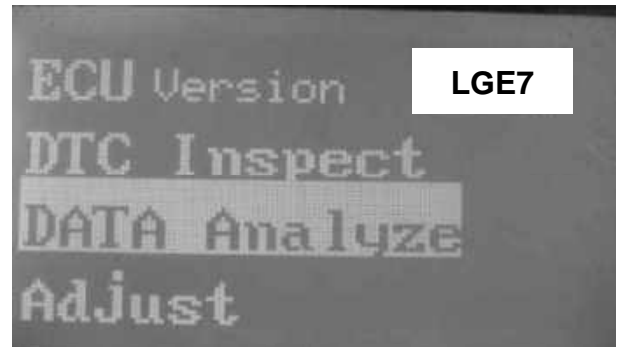 ECU Version
LGE7
DTC Inspect
DATA Analyze
Adjust